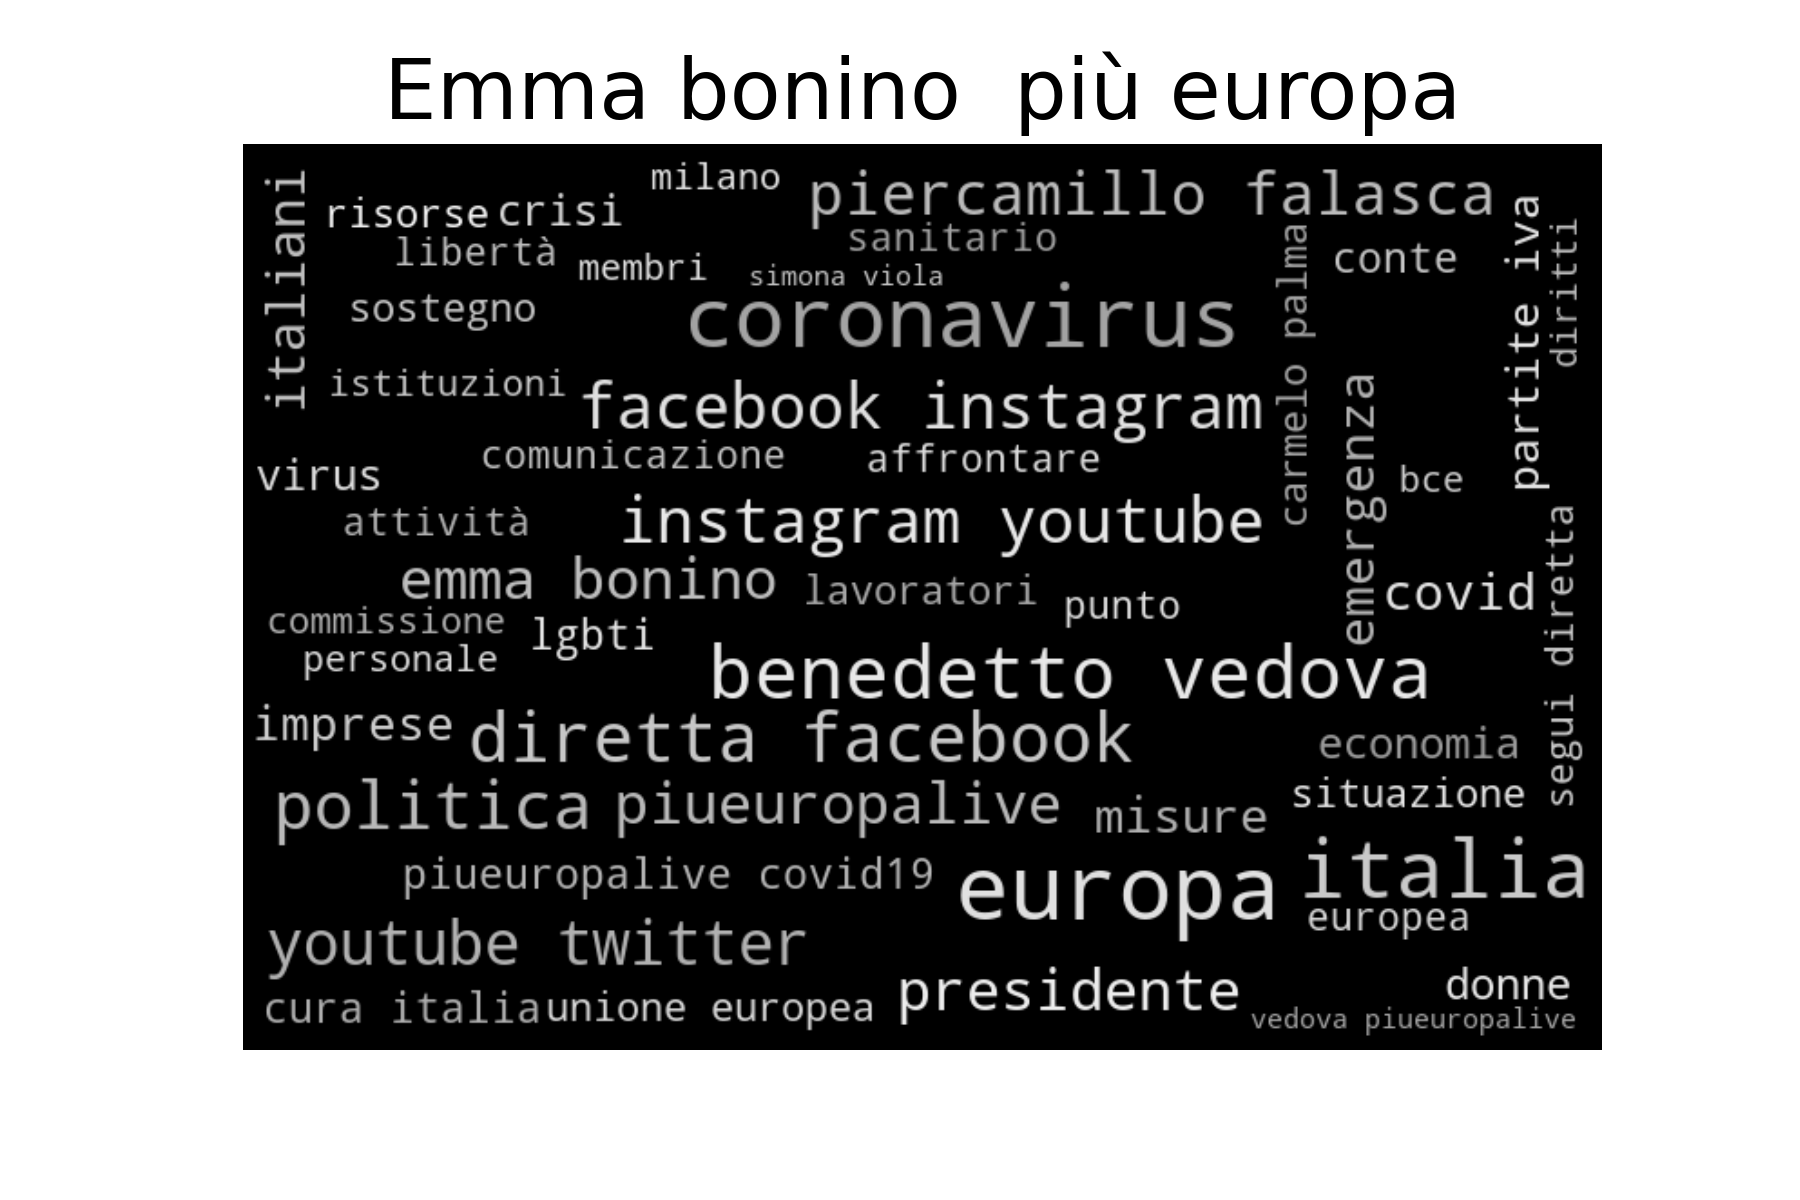 Emma bonino  più europa
milano
piercamillo falasca
italiani
risorse
crisi
partite iva
diritti
libertà
sanitario
carmelo palma
conte
membri
simona viola
sostegno
coronavirus
istituzioni
facebook instagram
emergenza
comunicazione
affrontare
virus
bce
attività
instagram youtube
segui diretta
emma bonino
lavoratori
punto
covid
commissione
lgbti
personale
benedetto vedova
imprese
diretta facebook
economia
politica
piueuropalive
misure
situazione
piueuropalive covid19
europa
italia
europea
youtube twitter
cura italia
unione europea
presidente
donne
vedova piueuropalive